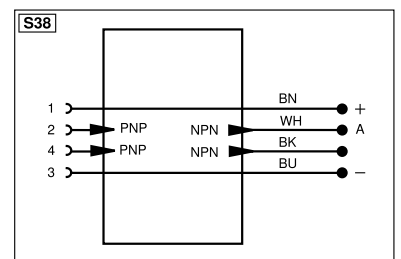 S38
1 BN +
2 PNP NPN WH A
4 PNP NPN BK
3 BU –